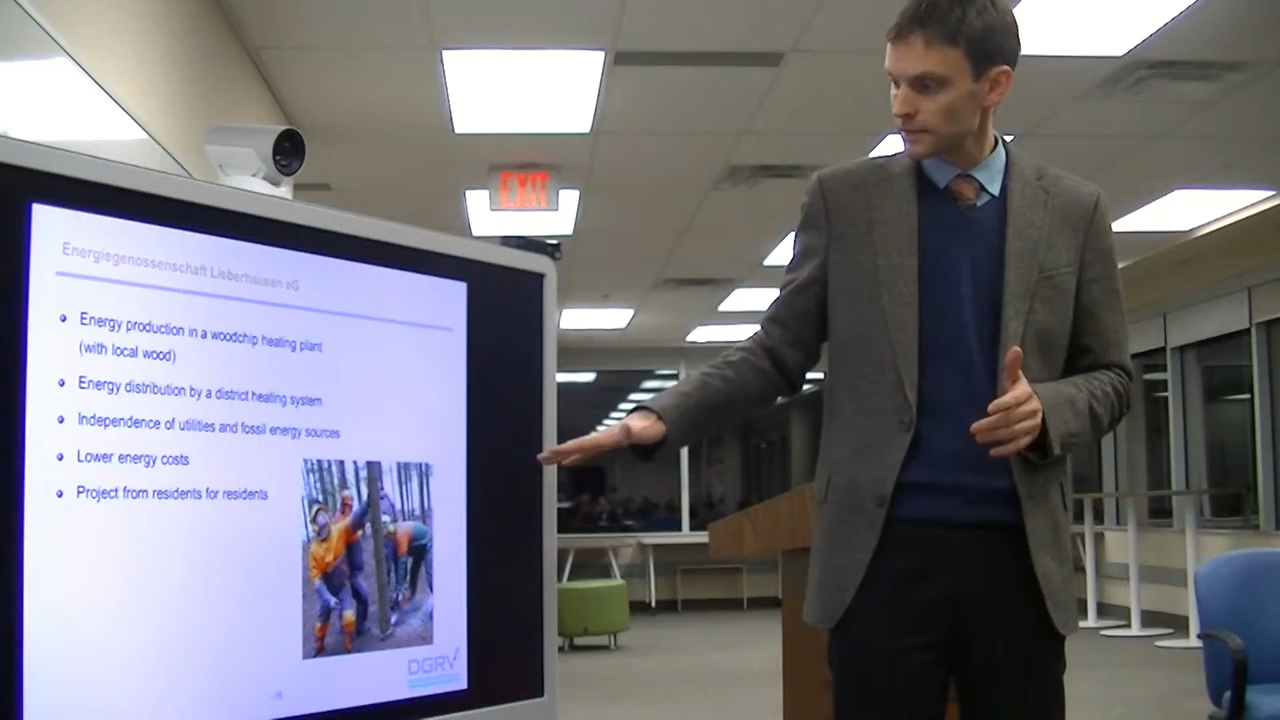 EXIT
Energiegenossenschaft Lieberhausen eG
Energy production in a woodchip heating plant
(with local wood)
Energy distribution by a district heating system
Independence of utilities and fossil energy sources
Lower energy costs
Project from residents for residents
DGRV